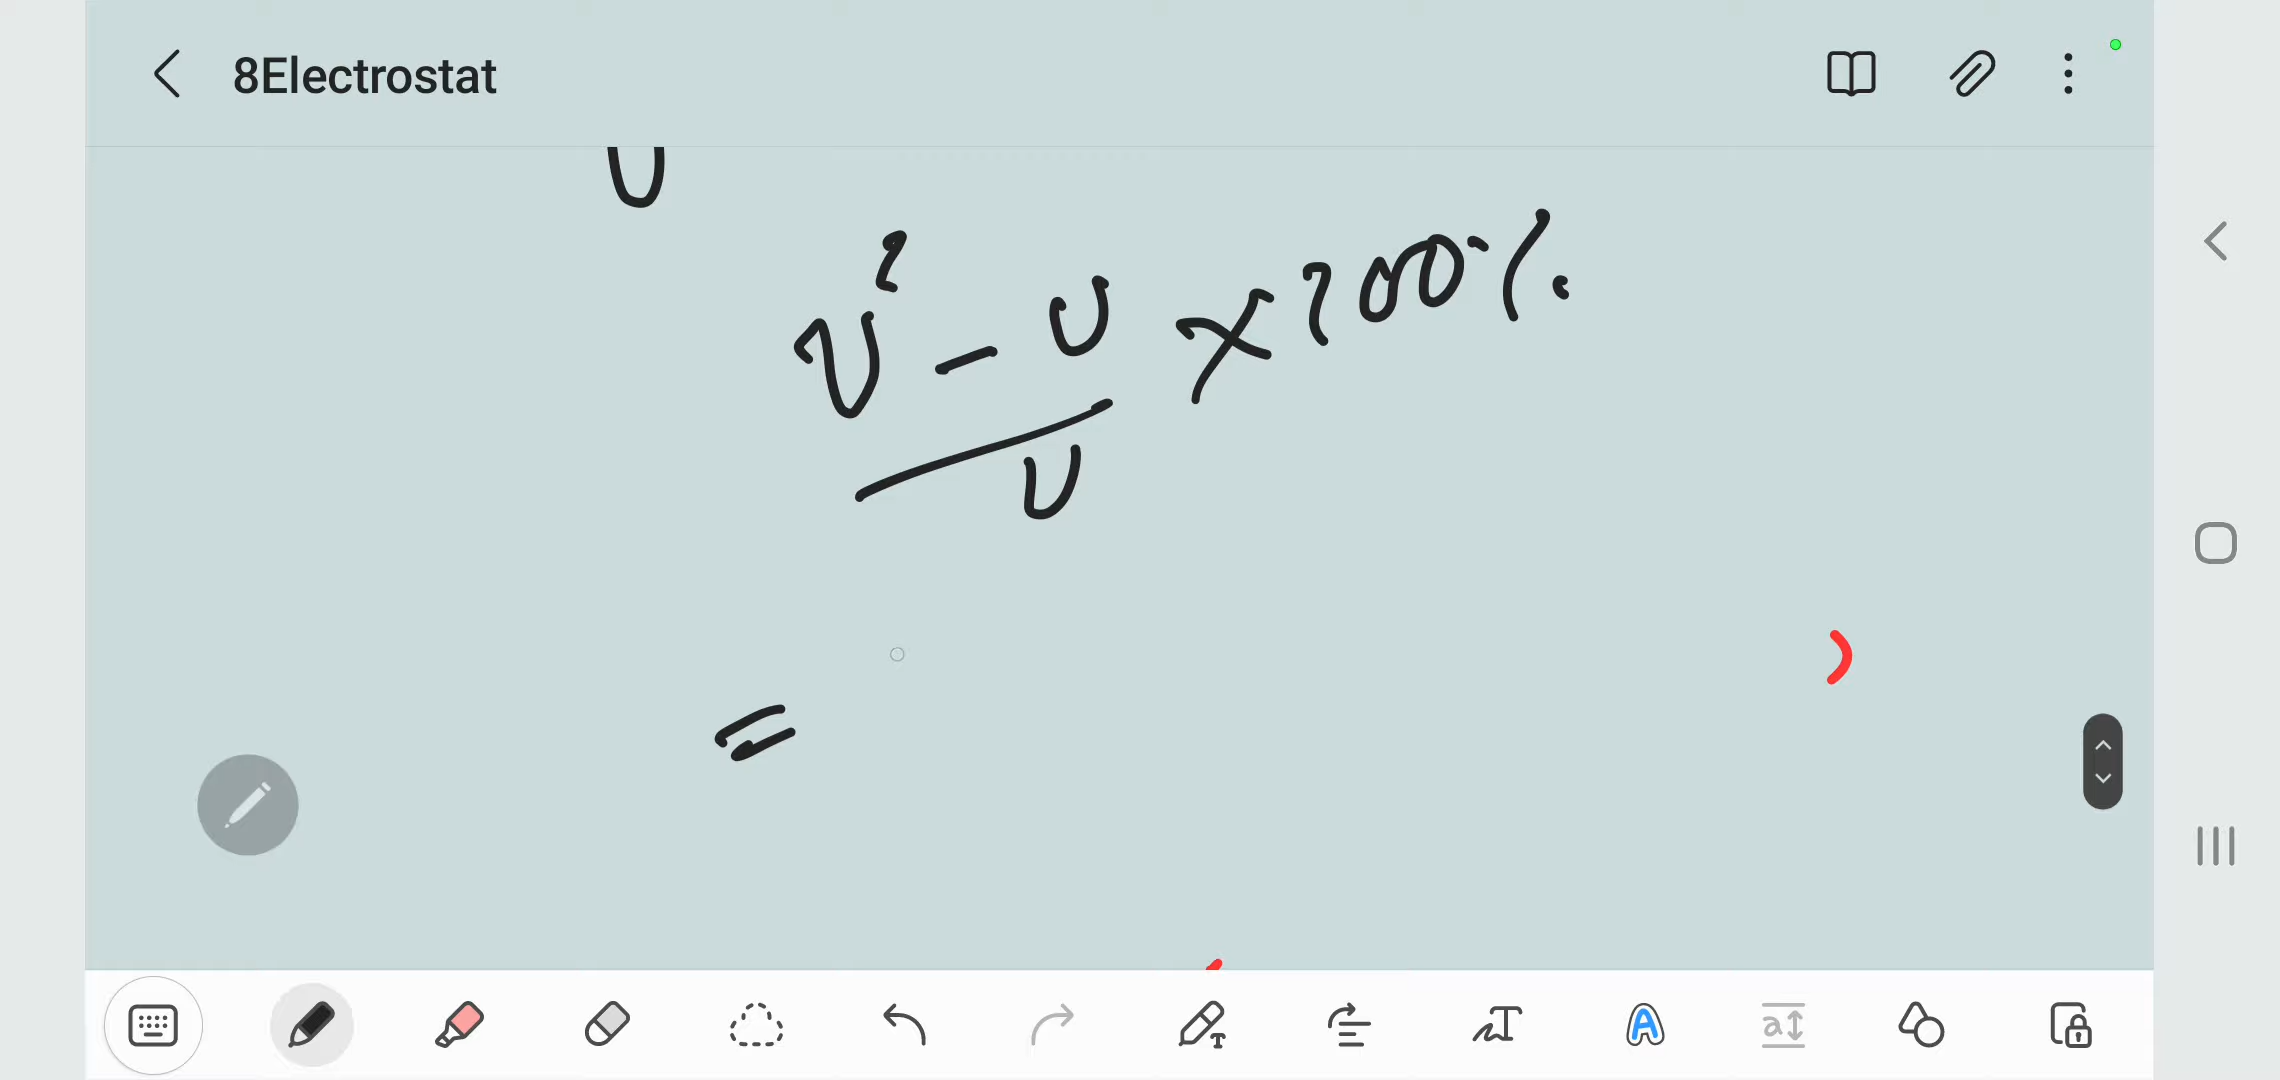 8Electrostat
U
U' - U × 100%.
U
=